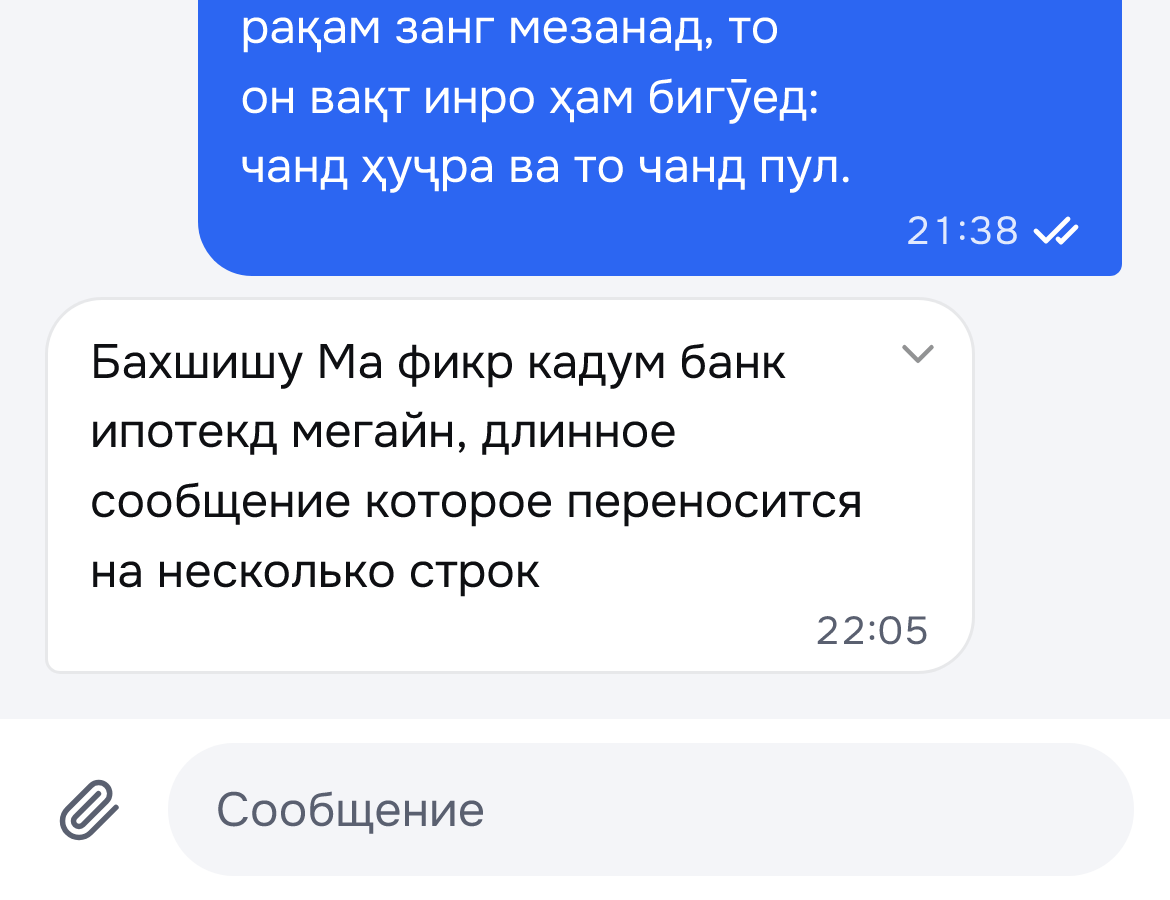 рақам занг мезанад, то
он вақт инро ҳам бигӯед:
чанд ҳуҷра ва то чанд пул.
21:38
Бахшишу Ма фикр кадум банк
ипотекд мегайн, длинное
сообщение которое переносится
на несколько строк
22:05
Сообщение